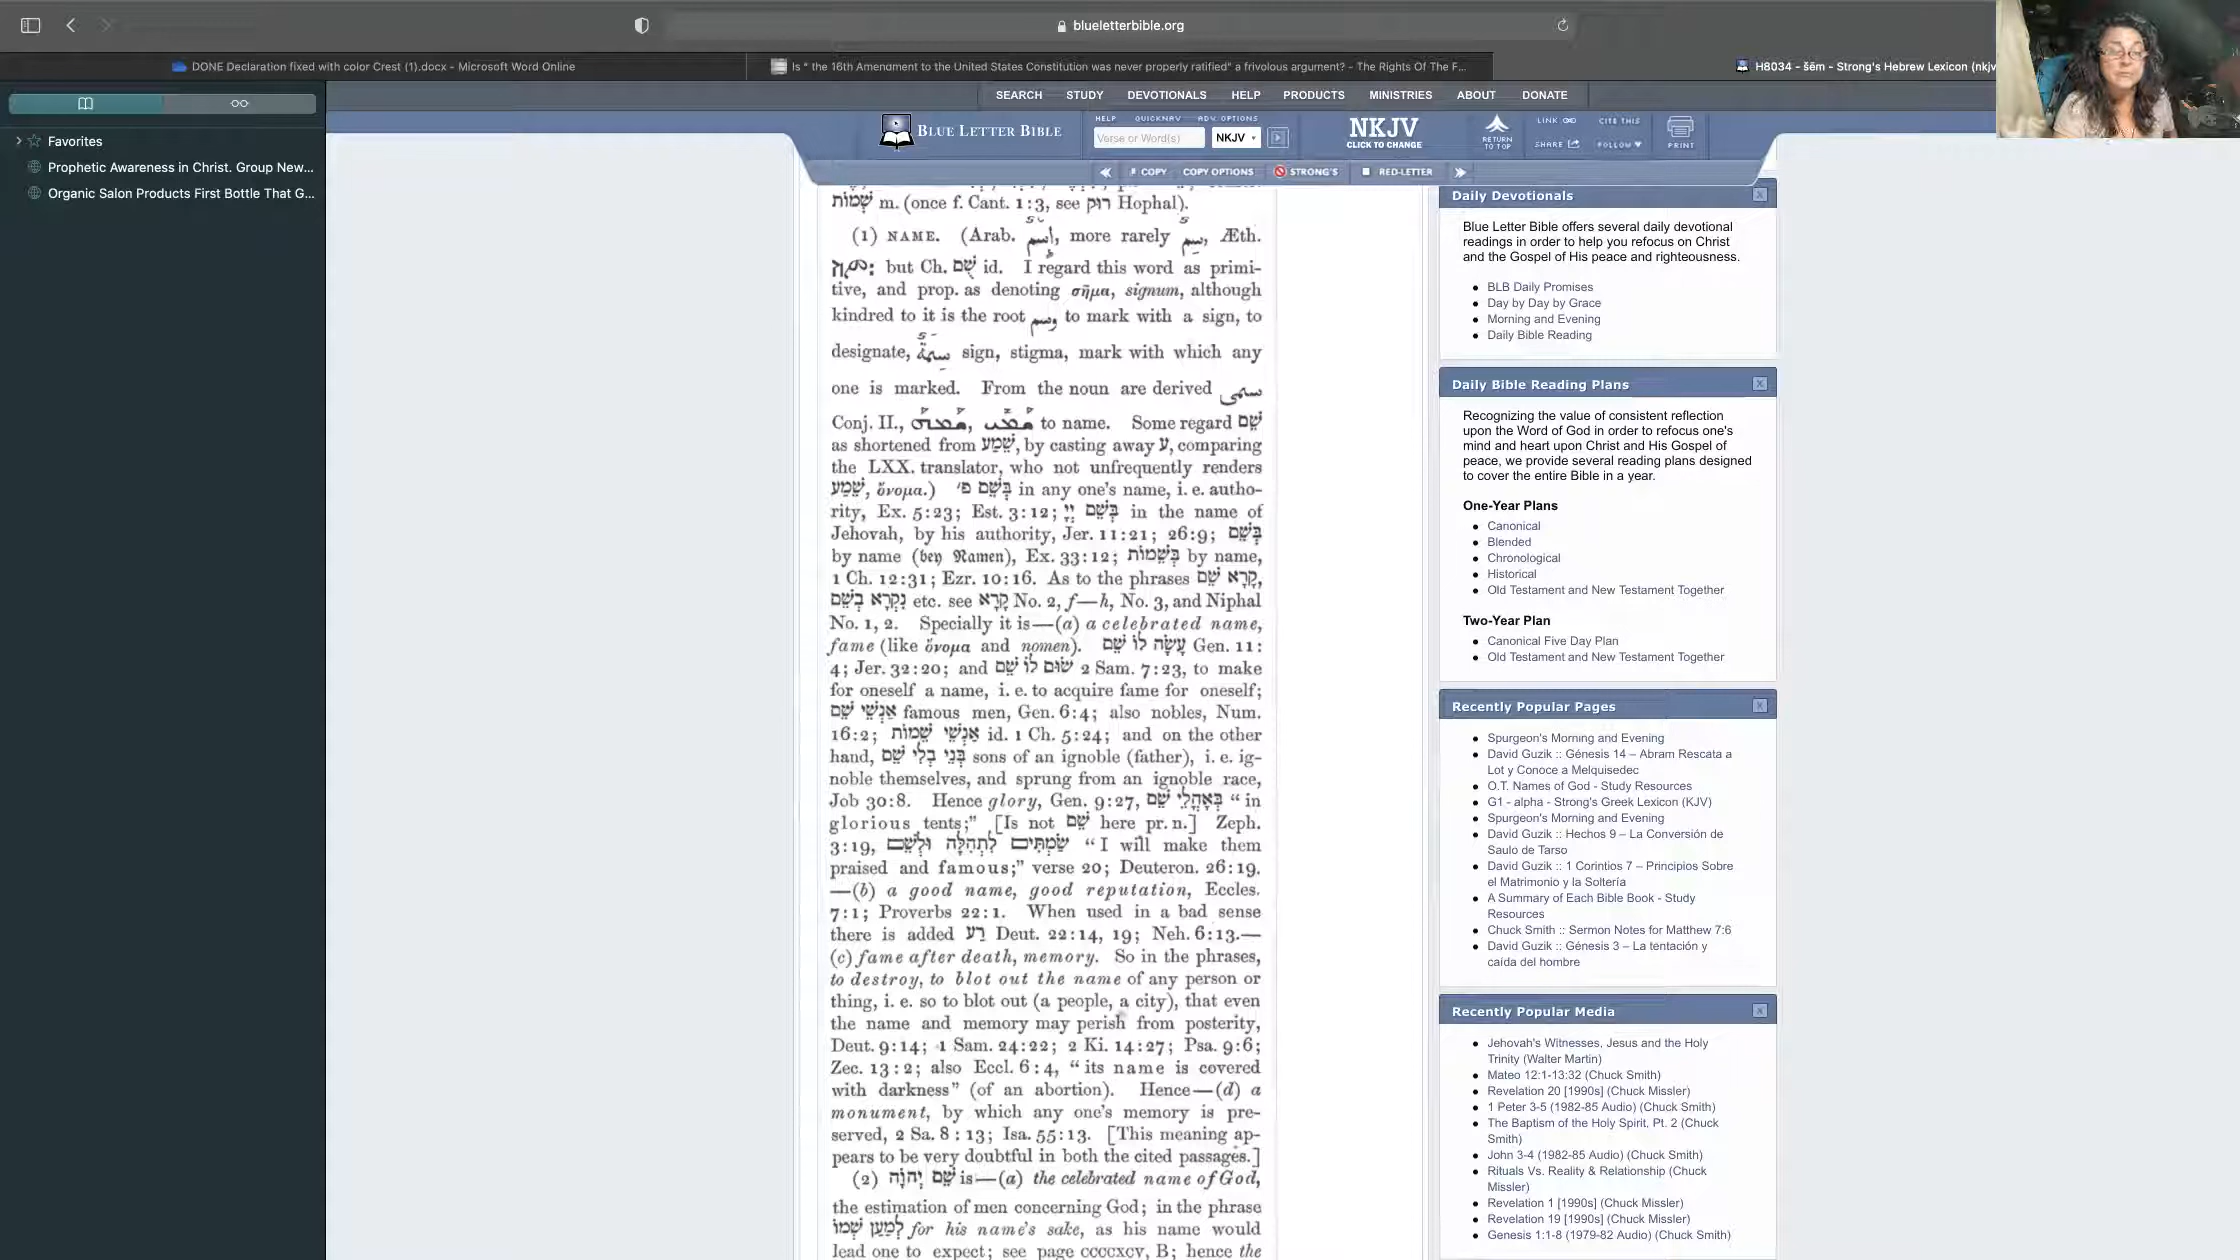 blueletterbible.org
DONE Declaration fixed with color Crest (1).docx - Microsoft Word Online
Is " the 16th Amendment to the United States Constitution was never properly ratified" a frivolous argument? - The Rights Of The F...
H8034 - šēm - Strong's Hebrew Lexicon (nkjv
Favorites
Prophetic Awareness in Christ. Group New...
Organic Salon Products First Bottle That G...
SEARCH STUDY DEVOTIONALS HELP PRODUCTS MINISTRIES ABOUT DONATE
BLUE LETTER BIBLE
HELP QUICKNAV ADV. OPTIONS
Verse or Word(s) NKJV
NKJV
CLICK TO CHANGE
RETURN TO TOP
LINK CITE THIS
SHARE FOLLOW
PRINT
COPY COPY OPTIONS STRONG'S RED-LETTER
שְׁמוֹת m. (once f. Cant. 1:3, see רוּק Hophal).
(1) NAME. (Arab. اسم, more rarely سم, Æth.
ስም: but Ch. שֻׁם id. I regard this word as primi-
tive, and prop. as denoting σῆμα, signum, although
kindred to it is the root وسم to mark with a sign, to
designate, سمة sign, stigma, mark with which any
one is marked. From the noun are derived سمى
Conj. II., to name. Some regard שֵׁם
as shortened from שֵׁמַע, by casting away ע, comparing
the LXX. translator, who not unfrequently renders
שֵׁמַע, ὄνομα.) בְּשֵׁם פ׳ in any one's name, i. e. autho-
rity, Ex. 5:23; Est. 3:12; בְּשֵׁם יְיָ in the name of
Jehovah, by his authority, Jer. 11:21; 26:9; בְּשֵׁם
by name (bey Namen), Ex. 33:12; בְּשֵׁמוֹת by name,
1 Ch. 12:31; Ezr. 10:16. As to the phrases קָרָא שֵׁם,
נִקְרָא בְשֵׁם etc. see קָרָא No. 2, f—h, No. 3, and Niphal
No. 1, 2. Specially it is—(a) a celebrated name,
fame (like ὄνομα and nomen). עָשָׂה לוֹ שֵׁם Gen. 11:
4; Jer. 32:20; and שׂוּם לוֹ שֵׁם 2 Sam. 7:23, to make
for oneself a name, i. e. to acquire fame for oneself;
אַנְשֵׁי שֵׁם famous men, Gen. 6:4; also nobles, Num.
16:2; אַנְשֵׁי שֵׁמוֹת id. 1 Ch. 5:24; and on the other
hand, בְּנֵי בְלִי שֵׁם sons of an ignoble (father), i. e. ig-
noble themselves, and sprung from an ignoble race,
Job 30:8. Hence glory, Gen. 9:27, בְּאָהֳלֵי שֵׁם "in
glorious tents;" [Is not שֵׁם here pr. n.] Zeph.
3:19, שַׂמְתִּים לִתְהִלָּה וּלְשֵׁם "I will make them
praised and famous;" verse 20; Deuteron. 26:19.
—(b) a good name, good reputation, Eccles.
7:1; Proverbs 22:1. When used in a bad sense
there is added רַע Deut. 22:14, 19; Neh. 6:13.—
(c) fame after death, memory. So in the phrases,
to destroy, to blot out the name of any person or
thing, i. e. so to blot out (a people, a city), that even
the name and memory may perish from posterity,
Deut. 9:14; 1 Sam. 24:22; 2 Ki. 14:27; Psa. 9:6;
Zec. 13:2; also Eccl. 6:4, "its name is covered
with darkness" (of an abortion). Hence—(d) a
monument, by which any one's memory is pre-
served, 2 Sa. 8:13; Isa. 55:13. [This meaning ap-
pears to be very doubtful in both the cited passages.]
(2) שֵׁם יְהוָֹה is—(a) the celebrated name of God,
the estimation of men concerning God; in the phrase
לְמַעַן שְׁמוֹ for his name's sake, as his name would
lead one to expect; see page ccccxcv, B; hence the
Daily Devotionals
Blue Letter Bible offers several daily devotional
readings in order to help you refocus on Christ
and the Gospel of His peace and righteousness.
BLB Daily Promises
Day by Day by Grace
Morning and Evening
Daily Bible Reading
Daily Bible Reading Plans
Recognizing the value of consistent reflection
upon the Word of God in order to refocus one's
mind and heart upon Christ and His Gospel of
peace, we provide several reading plans designed
to cover the entire Bible in a year.
One-Year Plans
Canonical
Blended
Chronological
Historical
Old Testament and New Testament Together
Two-Year Plan
Canonical Five Day Plan
Old Testament and New Testament Together
Recently Popular Pages
Spurgeon's Morning and Evening
David Guzik :: Génesis 14 – Abram Rescata a
Lot y Conoce a Melquisedec
O.T. Names of God - Study Resources
G1 - alpha - Strong's Greek Lexicon (KJV)
Spurgeon's Morning and Evening
David Guzik :: Hechos 9 – La Conversión de
Saulo de Tarso
David Guzik :: 1 Corintios 7 – Principios Sobre
el Matrimonio y la Soltería
A Summary of Each Bible Book - Study
Resources
Chuck Smith :: Sermon Notes for Matthew 7:6
David Guzik :: Génesis 3 – La tentación y
caída del hombre
Recently Popular Media
Jehovah's Witnesses, Jesus and the Holy
Trinity (Walter Martin)
Mateo 12:1-13:32 (Chuck Smith)
Revelation 20 [1990s] (Chuck Missler)
1 Peter 3-5 (1982-85 Audio) (Chuck Smith)
The Baptism of the Holy Spirit, Pt. 2 (Chuck
Smith)
John 3-4 (1982-85 Audio) (Chuck Smith)
Rituals Vs. Reality & Relationship (Chuck
Missler)
Revelation 1 [1990s] (Chuck Missler)
Revelation 19 [1990s] (Chuck Missler)
Genesis 1:1-8 (1979-82 Audio) (Chuck Smith)